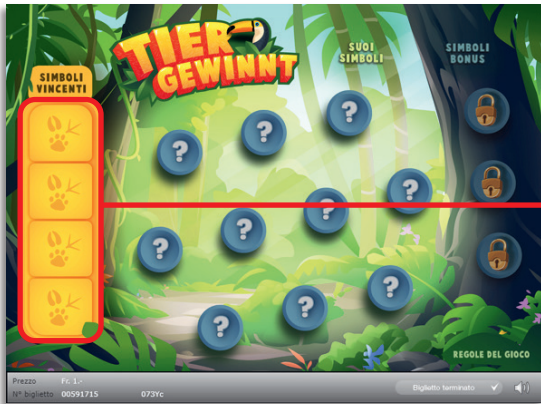 TIER
GEWINNT
SUOI
SIMBOLI
SIMBOLI
BONUS
SIMBOLI
VINCENTI
?
?
?
?
?
?
?
?
?
?
REGOLE DEL GIOCO
Prezzo Fr. 1.-
N° biglietto 00591715 073Yc
Biglietto terminato